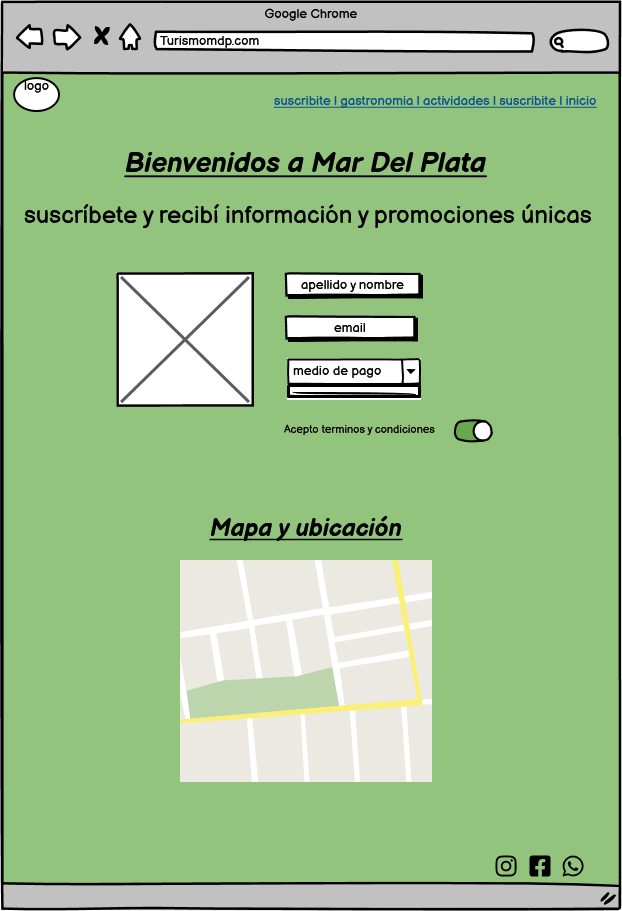 Google Chrome
Turismomdp.com
logo
suscribite | gastronomia | actividades | suscribite | inicio
Bienvenidos a Mar Del Plata
suscríbete y recibí información y promociones únicas
apellido y nombre
email
medio de pago
Acepto terminos y condiciones
Mapa y ubicación